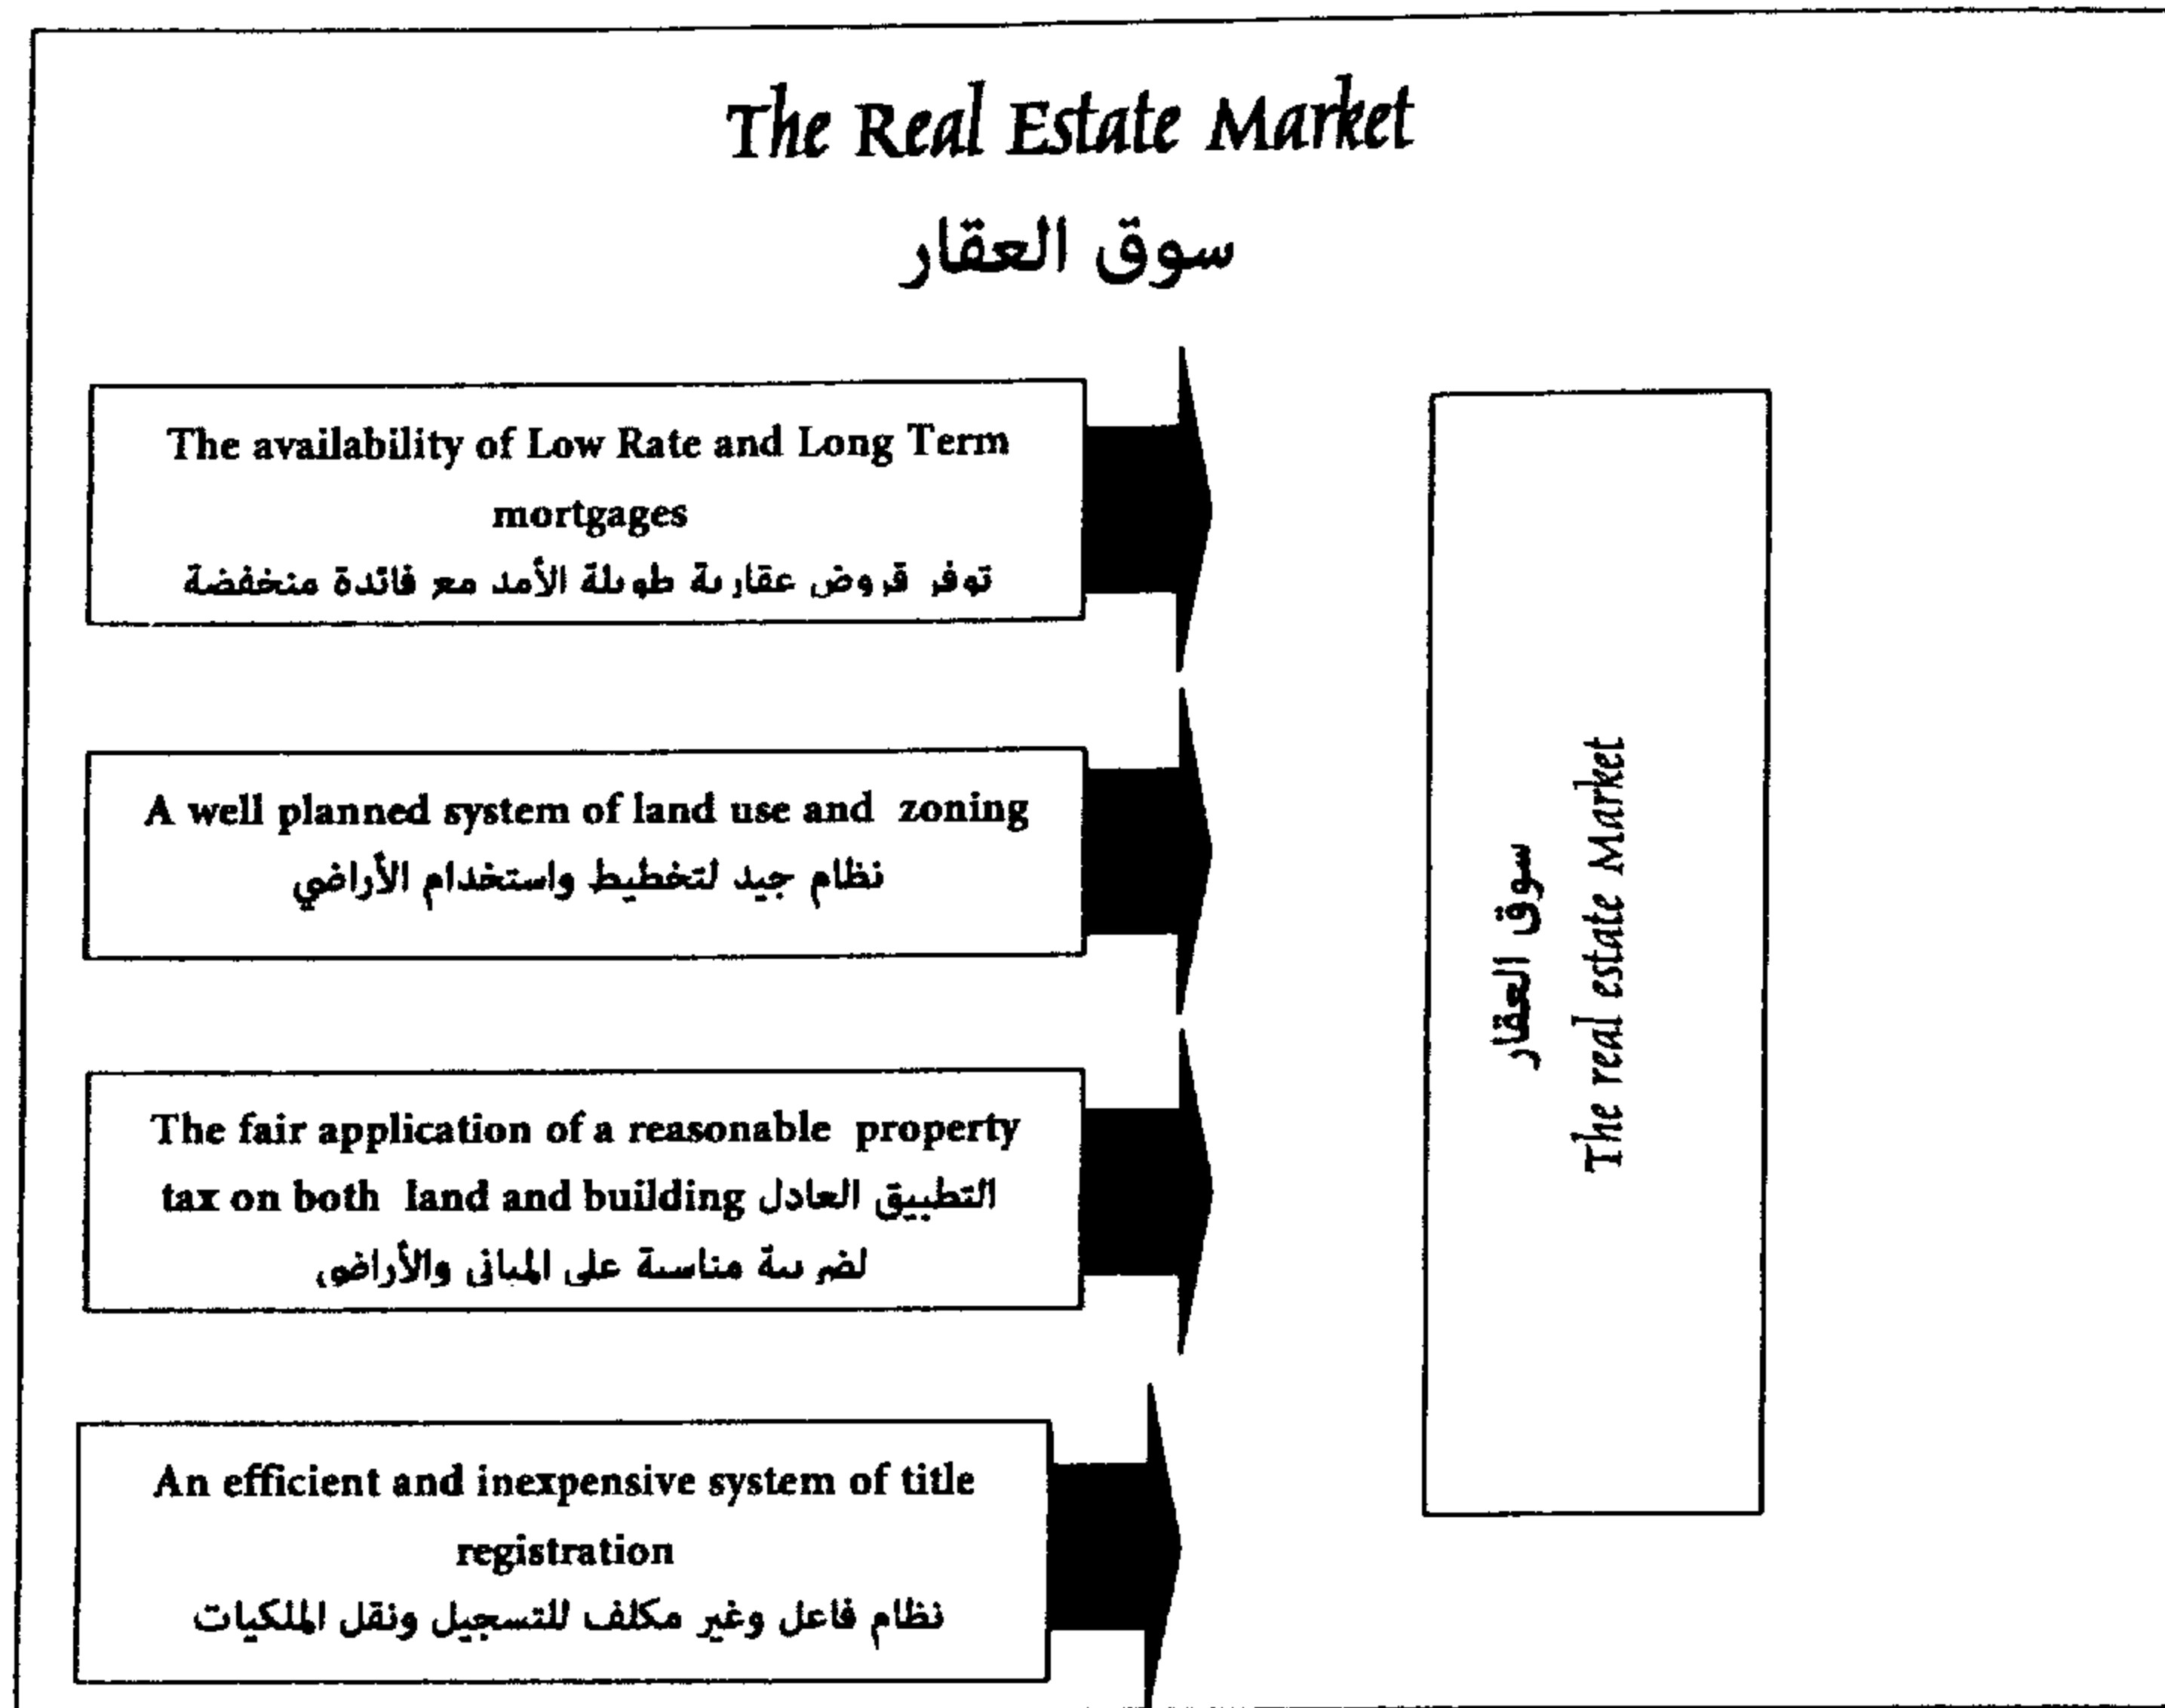 The Real Estate Market
سوق العقار
The availability of Low Rate and Long Term
mortgages
توفر قروض عقارية طويلة الأمد مع فائدة منخفضة
A well planned system of land use and zoning
نظام جيد لتخطيط واستخدام الأراضي
The fair application of a reasonable property
tax on both land and building التطبيق العادل
لضريبة مناسبة على المباني والأراضي
An efficient and inexpensive system of title
registration
نظام فاعل وغير مكلف للتسجيل ونقل الملكيات
سوق العقار
The real estate Market